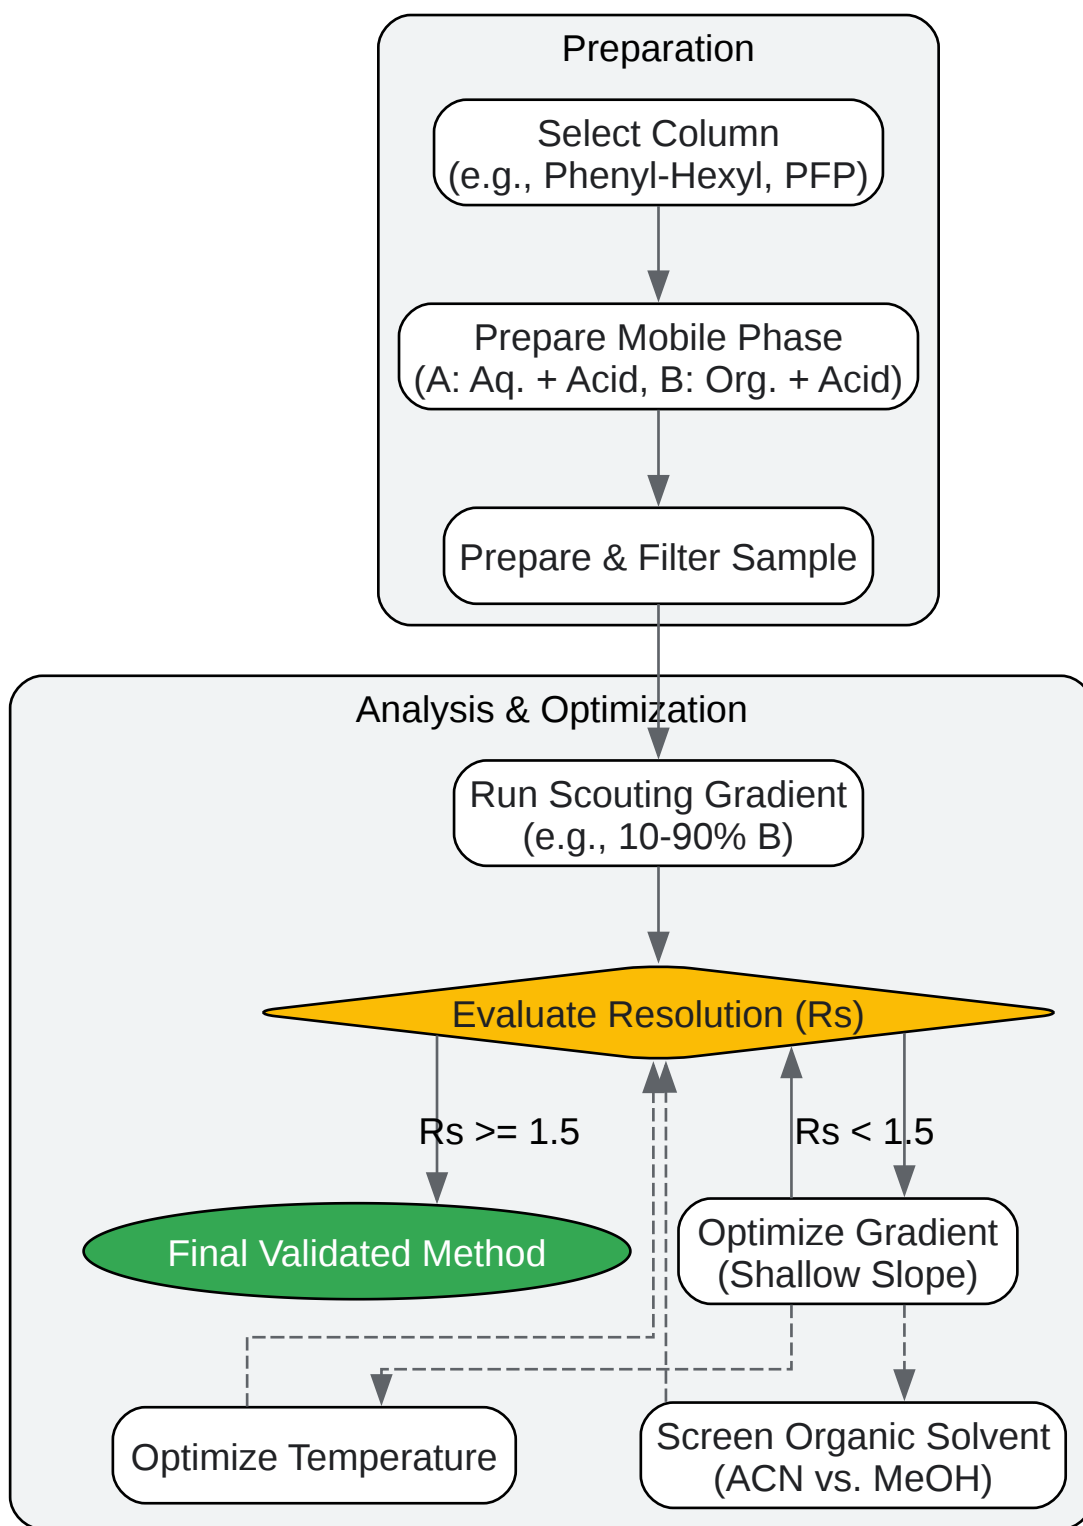 Preparation
Select Column
(e.g., Phenyl-Hexyl, PFP)
Prepare Mobile Phase
(A: Aq. + Acid, B: Org. + Acid)
Prepare & Filter Sample
Analysis & Optimization
Run Scouting Gradient
(e.g., 10-90% B)
Evaluate Resolution (Rs)
Rs >= 1.5
Rs < 1.5
Final Validated Method
Optimize Gradient
(Shallow Slope)
Optimize Temperature
Screen Organic Solvent
(ACN vs. MeOH)